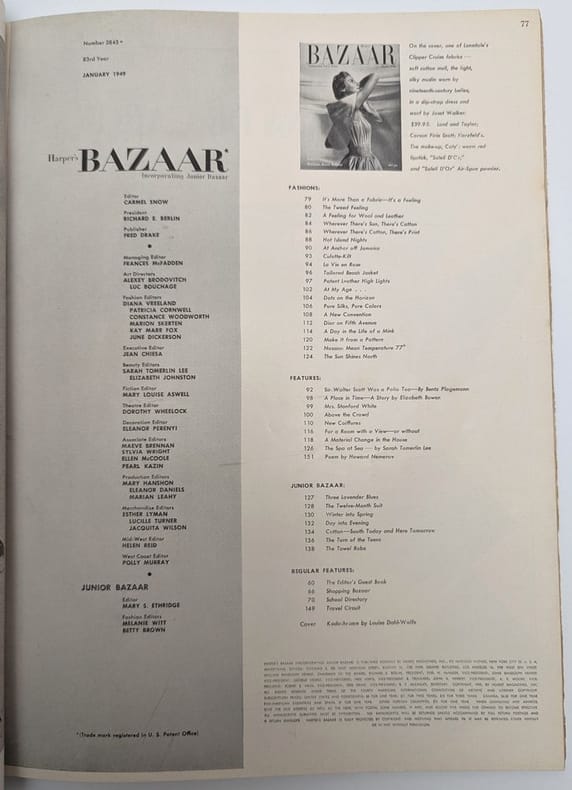 77
Number 2845*
83rd Year
JANUARY 1949
Harper's BAZAAR*
Incorporating Junior Bazaar
Editor
CARMEL SNOW
President
RICHARD E. BERLIN
Publisher
FRED DRAKE
Managing Editor
FRANCES McFADDEN
Art Directors
ALEXEY BRODOVITCH
LUC BOUCHAGE
Fashion Editors
DIANA VREELAND
PATRICIA CORNWELL
CONSTANCE WOODWORTH
MARION SKERTEN
KAY MARR FOX
JUNE DICKERSON
Executive Editor
JEAN CHIESA
Beauty Editors
SARAH TOMERLIN LEE
ELIZABETH JOHNSTON
Fiction Editor
MARY LOUISE ASWELL
Theatre Editor
DOROTHY WHEELOCK
Decoration Editor
ELEANOR PERENYI
Associate Editors
MAEVE BRENNAN
SYLVIA WRIGHT
ELLEN McCOOLE
PEARL KAZIN
Production Editors
MARY HANSHON
ELEANOR DANIELS
MARIAN LEAHY
Merchandise Editors
ESTHER LYMAN
LUCILLE TURNER
JACQUITA WILSON
Mid-West Editor
HELEN REID
West Coast Editor
POLLY MURRAY
JUNIOR BAZAAR
Editor
MARY S. ETHRIDGE
Fashion Editors
MELANIE WITT
BETTY BROWN
*(Trade mark registered in U. S. Patent Office)
BAZAAR
On the cover, one of Lonsdale's
Clipper Cruise fabrics —
soft cotton mull, the light,
silky muslin worn by
nineteenth-century belles,
in a dip-strap dress and
scarf by Joset Walker.
$39.95. Lord and Taylor;
Carson Pirie Scott; Harzfeld's.
The make-up, Coty's: warm red
lipstick, "Soleil D'Or,"
and "Soleil D'Or" Air-Spun powder.
FASHIONS:
79 It's More Than a Fabric—It's a Feeling
80 The Tweed Feeling
82 A Feeling for Wool and Leather
84 Wherever There's Sun, There's Cotton
86 Wherever There's Cotton, There's Print
88 Hot Island Nights
90 At Anchor off Jamaica
93 Culotte-Kilt
94 La Vie en Rose
96 Tailored Beach Jacket
97 Patent Leather High Lights
102 At My Age . . .
104 Dots on the Horizon
106 Pure Silks, Pure Colors
108 A New Convention
112 Dior on Fifth Avenue
114 A Day in the Life of a Mink
120 Make It from a Pattern
122 Nassau: Mean Temperature 77°
124 The Sun Shines North
FEATURES:
92 Sir Walter Scott Was a Polio Too—By Bentz Plagemann
98 A Place in Time—A Story by Elizabeth Bowen
99 Mrs. Stanford White
100 Above the Crowd
110 New Coiffures
116 For a Room with a View—or without
118 A Material Change in the House
126 The Spa at Sea — by Sarah Tomerlin Lee
151 Poem by Howard Nemerov
JUNIOR BAZAAR:
127 Three Lavender Blues
128 The Twelve-Month Suit
130 Winter into Spring
132 Day into Evening
134 Cotton—South Today and Here Tomorrow
136 The Turn of the Teens
138 The Towel Robe
REGULAR FEATURES:
60 The Editor's Guest Book
66 Shopping Bazaar
70 School Directory
149 Travel Circuit
Cover Kodachrome by Louise Dahl-Wolfe